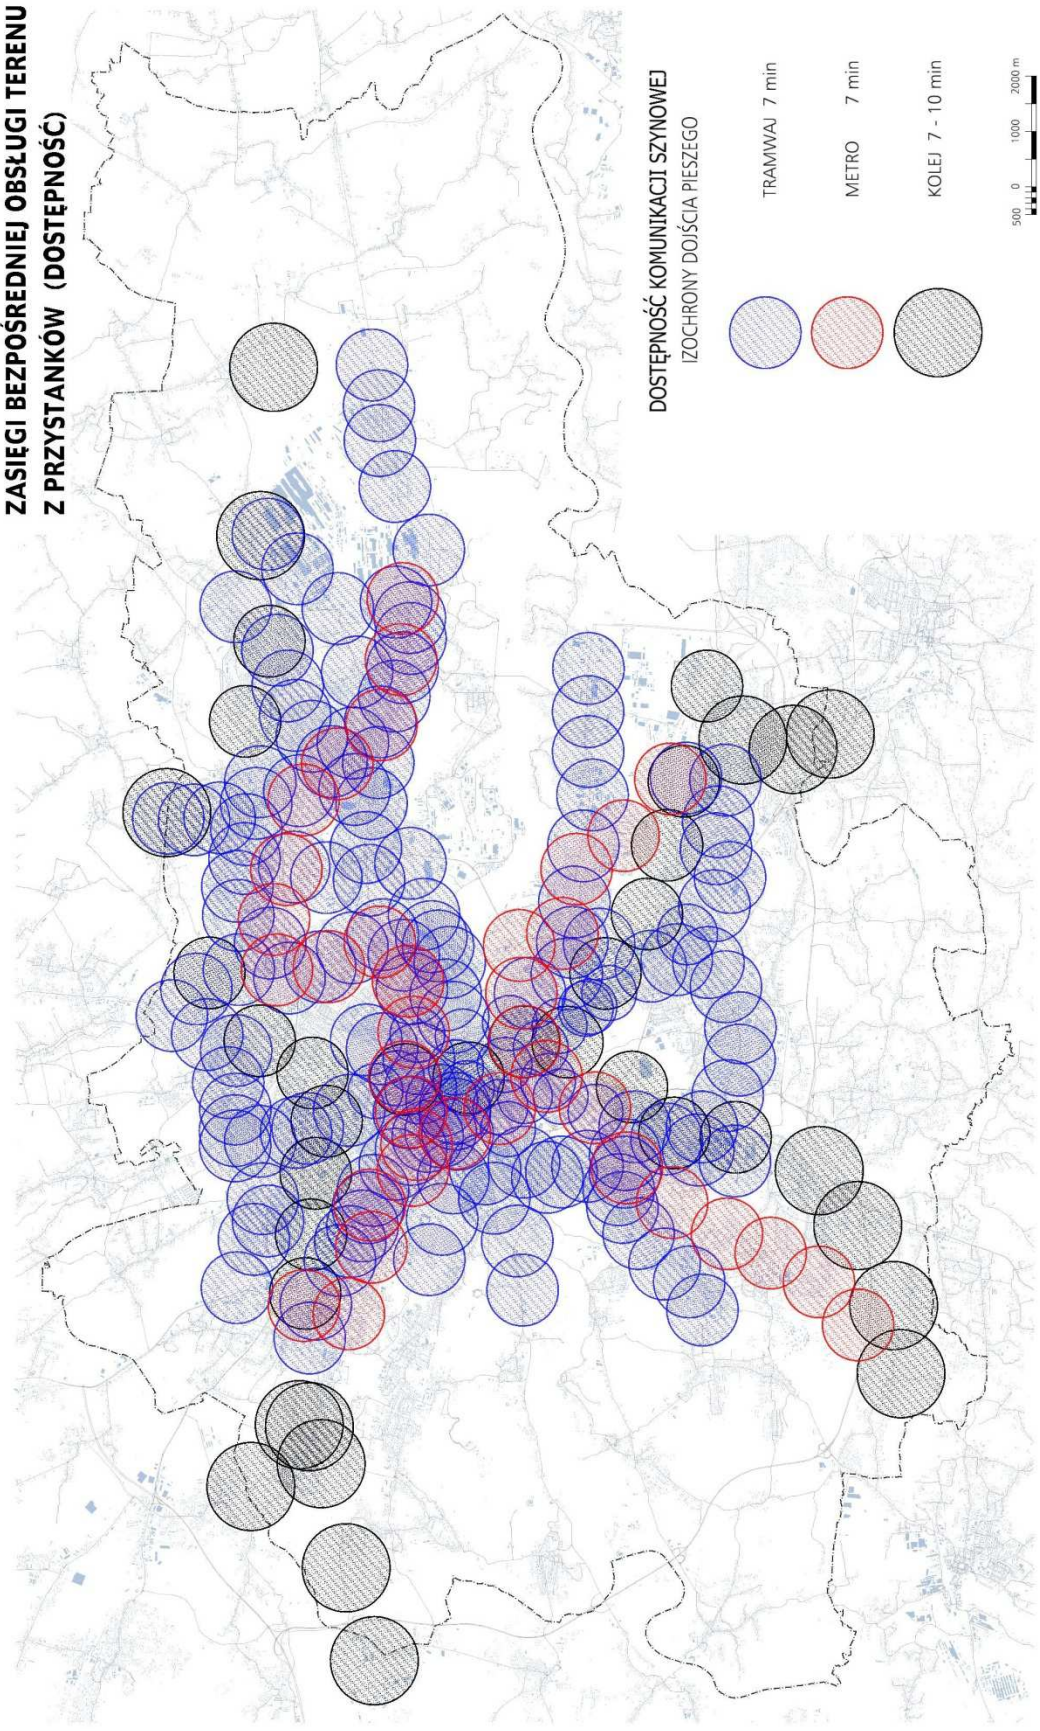 ZASIĘGI BEZPOŚREDNIEJ OBSŁUGI TERENU
Z PRZYSTANKÓW (DOSTĘPNOŚĆ)
DOSTĘPNOŚĆ KOMUNIKACJI SZYNOWEJ
IZOCHRONY DOJŚCIA PIESZEGO
TRAMWAJ 7 min
METRO 7 min
KOLEJ 7 - 10 min
500 0 1000 2000 m